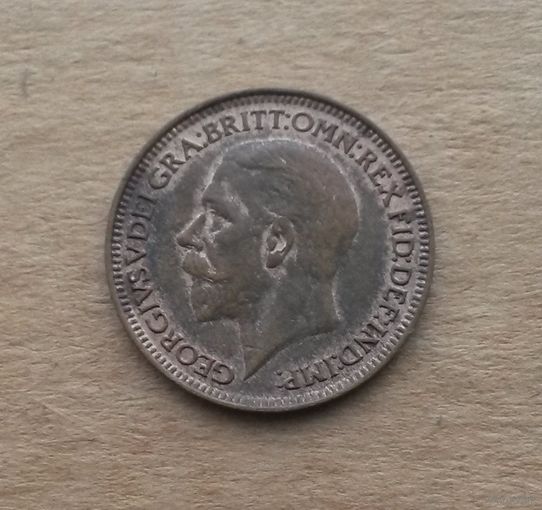 GEORGIVS V DEI GRA: BRITT: OMN: REX FID: DEF: IND: IMP: